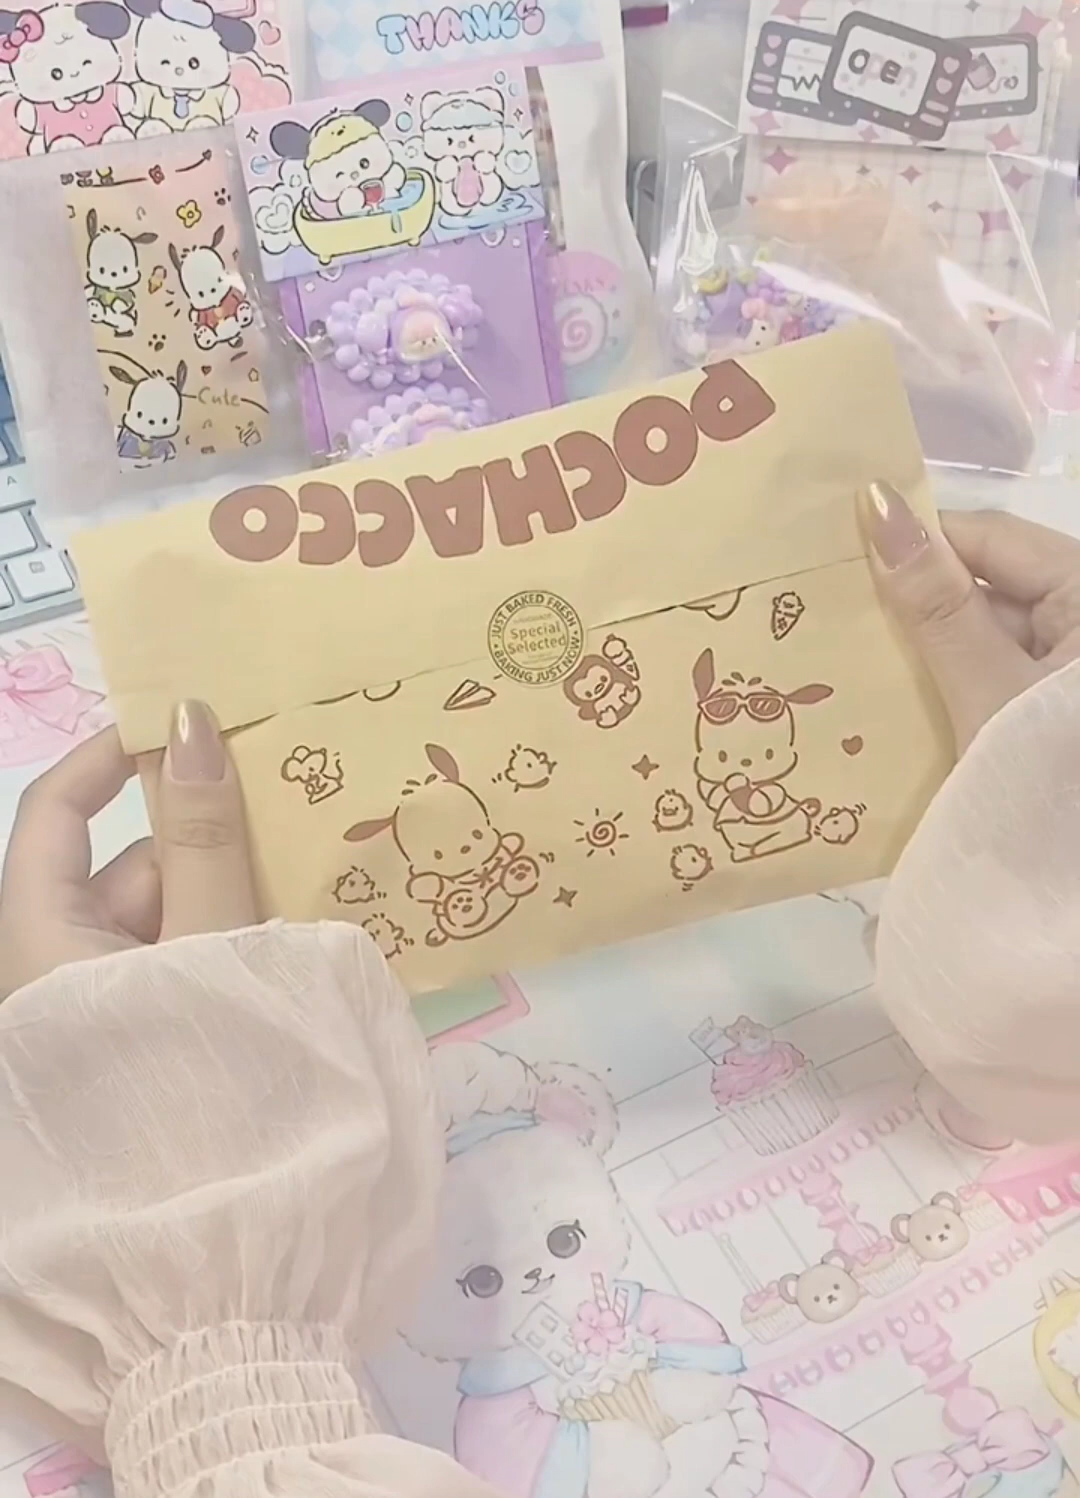 THANKS
Cute
POCHACCO
JUST BAKED FRESH
Special
Selected
BAKING JUST NOW